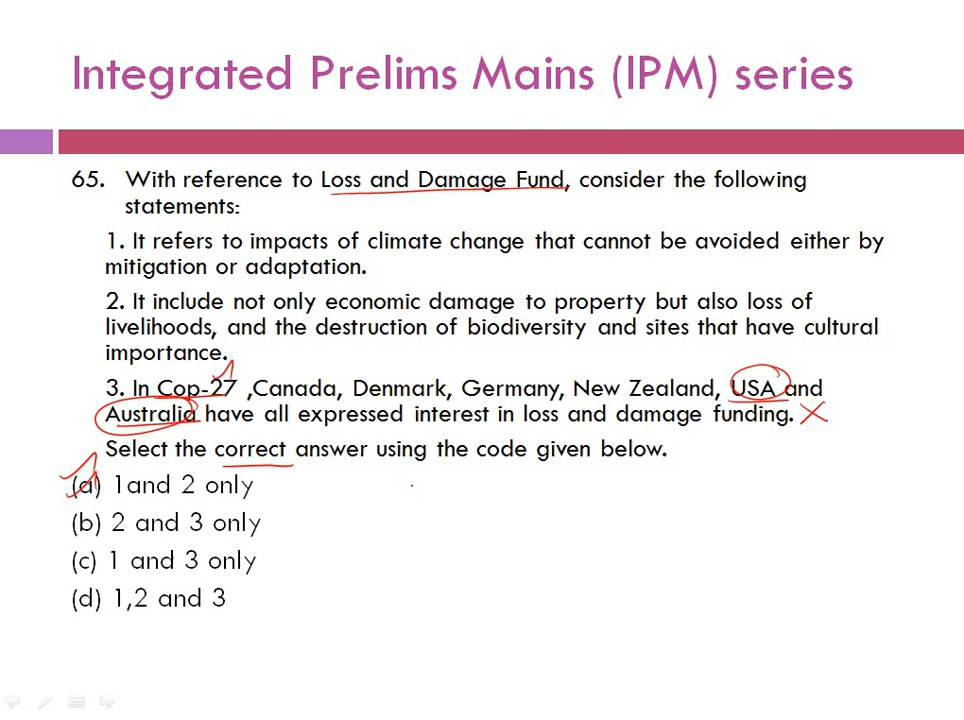 Integrated Prelims Mains (IPM) series
65. With reference to Loss and Damage Fund, consider the following
statements:
1. It refers to impacts of climate change that cannot be avoided either by
mitigation or adaptation.
2. It include not only economic damage to property but also loss of
livelihoods, and the destruction of biodiversity and sites that have cultural
importance.
3. In Cop-27 ,Canada, Denmark, Germany, New Zealand, USA and
Australia have all expressed interest in loss and damage funding.
Select the correct answer using the code given below.
(a) 1and 2 only
(b) 2 and 3 only
(c) 1 and 3 only
(d) 1,2 and 3